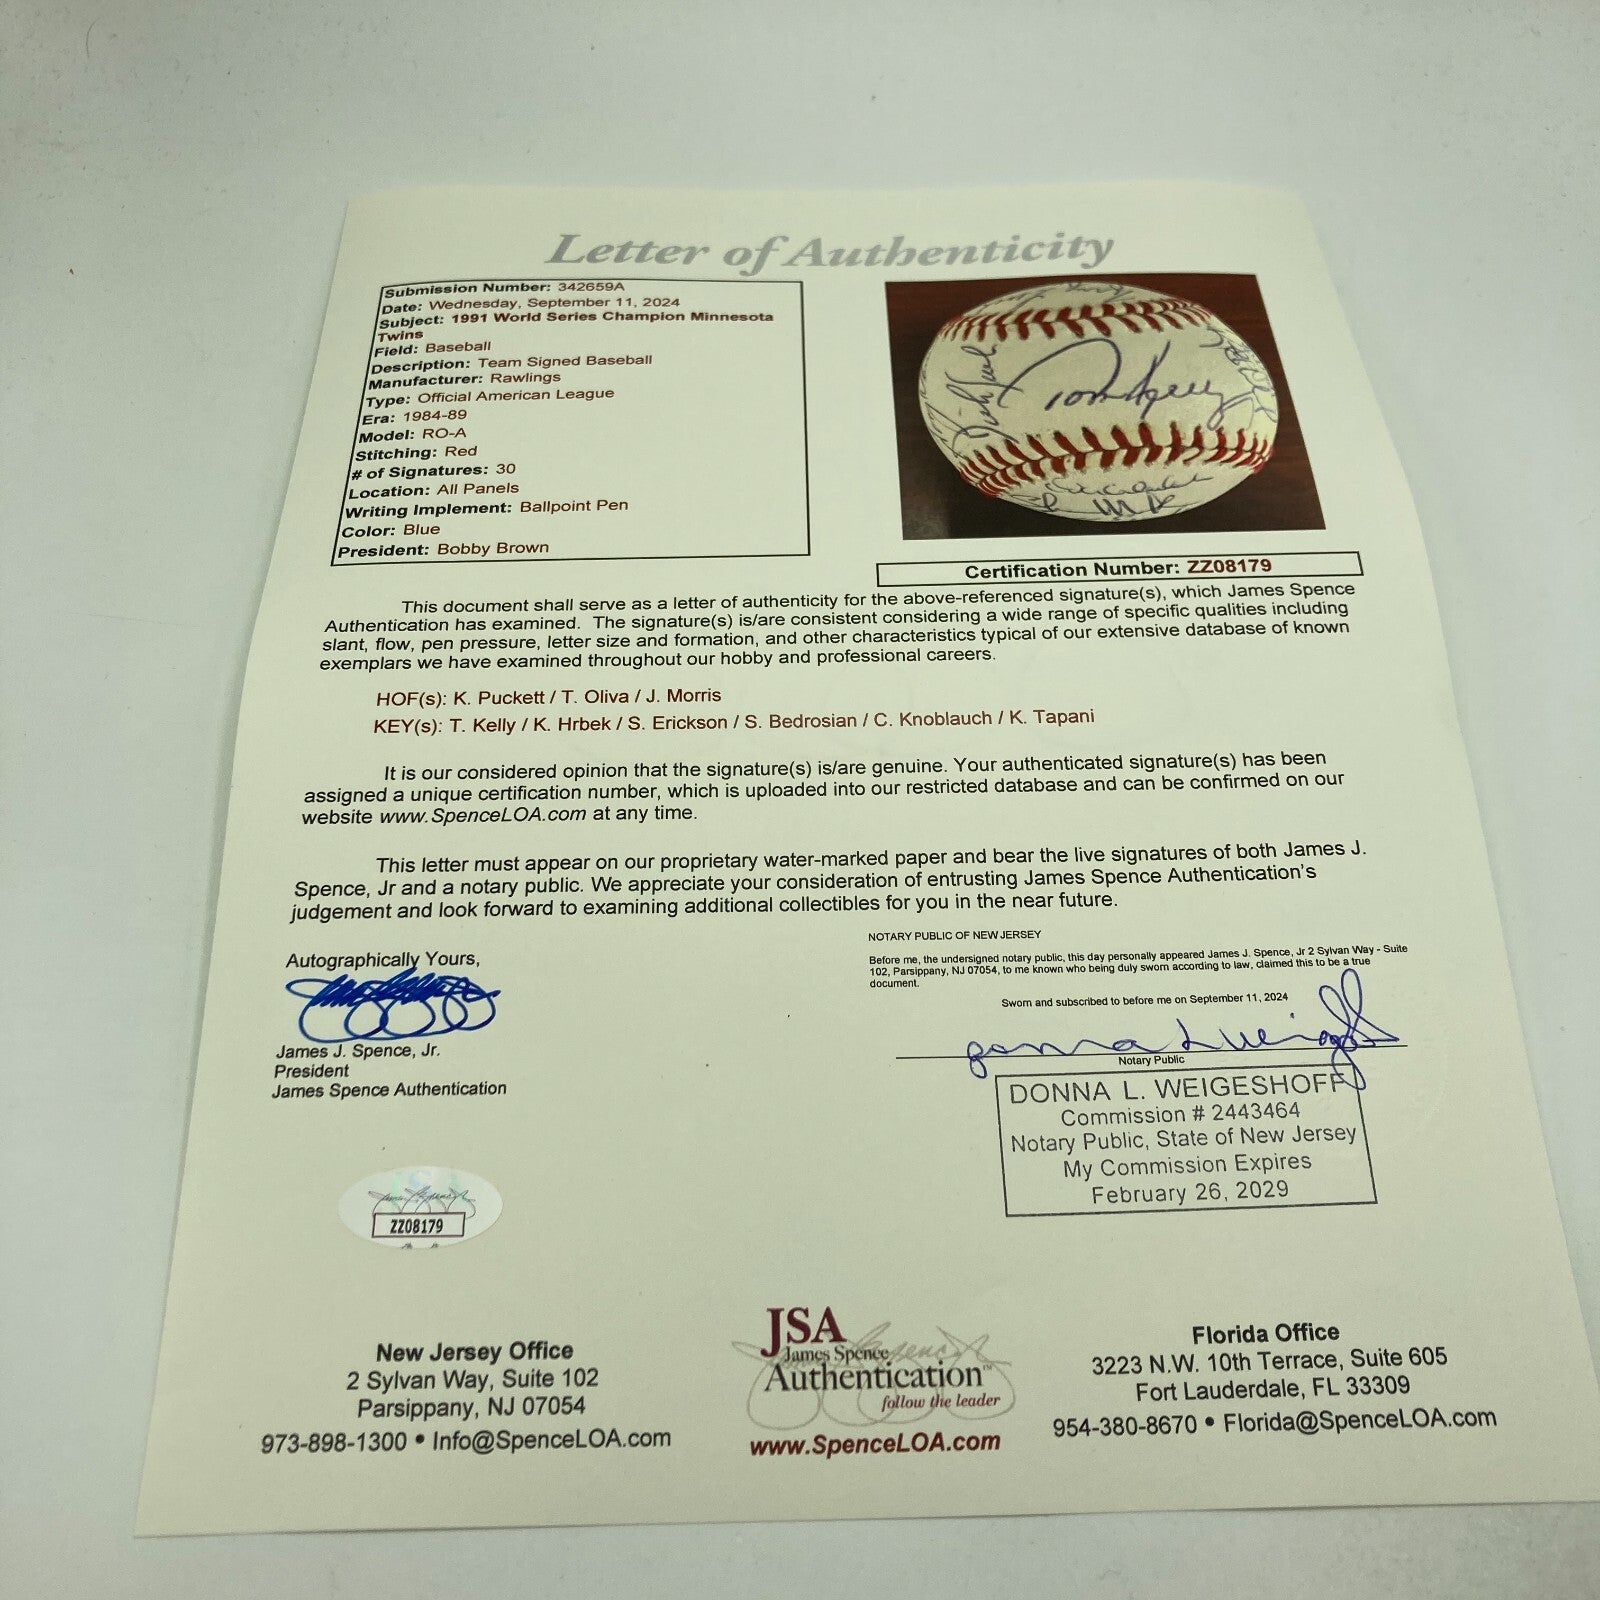 Letter of Authenticity
Submission Number: 342659A
Date: Wednesday, September 11, 2024
Subject: 1991 World Series Champion Minnesota
Twins
Field: Baseball
Description: Team Signed Baseball
Manufacturer: Rawlings
Type: Official American League
Era: 1984-89
Model: RO-A
Stitching: Red
# of Signatures: 30
Location: All Panels
Writing Implement: Ballpoint Pen
Color: Blue
President: Bobby Brown
Tom Kelly
Certification Number: ZZ08179
This document shall serve as a letter of authenticity for the above-referenced signature(s), which James Spence
Authentication has examined. The signature(s) is/are consistent considering a wide range of specific qualities including
slant, flow, pen pressure, letter size and formation, and other characteristics typical of our extensive database of known
exemplars we have examined throughout our hobby and professional careers.
HOF(s): K. Puckett / T. Oliva / J. Morris
KEY(s): T. Kelly / K. Hrbek / S. Erickson / S. Bedrosian / C. Knoblauch / K. Tapani
It is our considered opinion that the signature(s) is/are genuine. Your authenticated signature(s) has been
assigned a unique certification number, which is uploaded into our restricted database and can be confirmed on our
website www.SpenceLOA.com at any time.
This letter must appear on our proprietary water-marked paper and bear the live signatures of both James J.
Spence, Jr and a notary public. We appreciate your consideration of entrusting James Spence Authentication's
judgement and look forward to examining additional collectibles for you in the near future.
Autographically Yours,
James J. Spence, Jr.
President
James Spence Authentication
NOTARY PUBLIC OF NEW JERSEY
Before me, the undersigned notary public, this day personally appeared James J. Spence, Jr 2 Sylvan Way - Suite
102, Parsippany, NJ 07054, to me known who being duly sworn according to law, claimed this to be a true
document.
Sworn and subscribed to before me on September 11, 2024
Donna L Weigeshoff
Notary Public
DONNA L. WEIGESHOFF
Commission # 2443464
Notary Public, State of New Jersey
My Commission Expires
February 26, 2029
ZZ08179
New Jersey Office
2 Sylvan Way, Suite 102
Parsippany, NJ 07054
973-898-1300 • Info@SpenceLOA.com
JSA
James Spence
Authentication™
follow the leader
www.SpenceLOA.com
Florida Office
3223 N.W. 10th Terrace, Suite 605
Fort Lauderdale, FL 33309
954-380-8670 • Florida@SpenceLOA.com